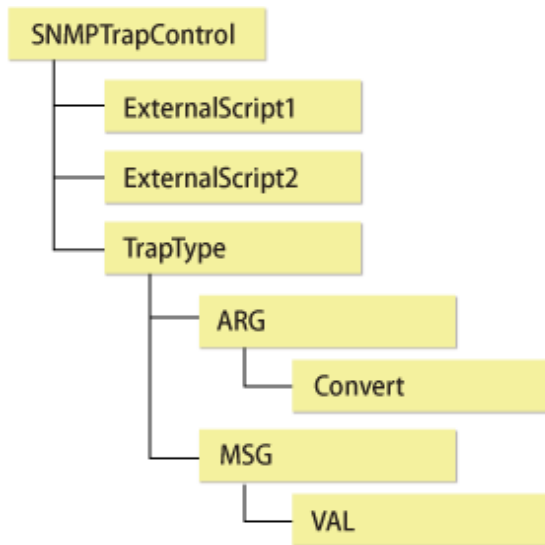 SNMPTrapControl
ExternalScript1
ExternalScript2
TrapType
ARG
Convert
MSG
VAL